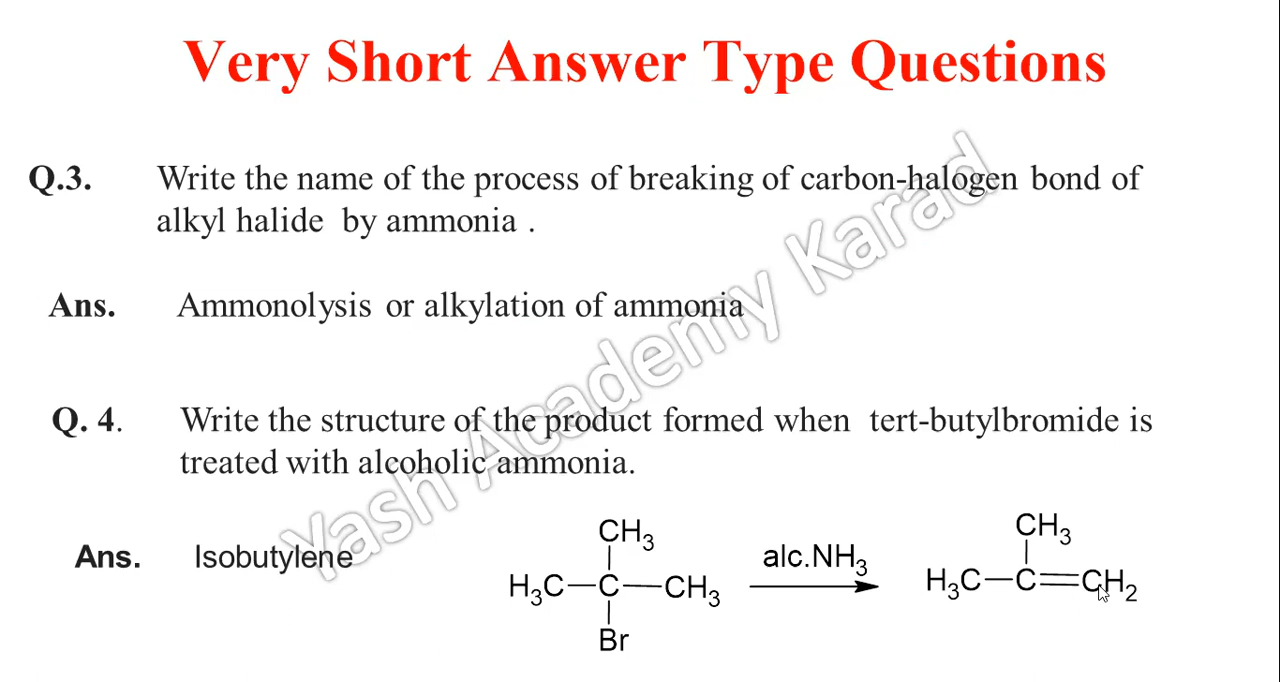 Very Short Answer Type Questions
Q.3. Write the name of the process of breaking of carbon-halogen bond of
alkyl halide by ammonia .
Ans. Ammonolysis or alkylation of ammonia
Q. 4. Write the structure of the product formed when tert-butylbromide is
treated with alcoholic ammonia.
Ans. Isobutylene
CH3
H3C—C—CH3
Br
alc.NH3
CH3
H3C—C=CH2
Yash Academy Karad